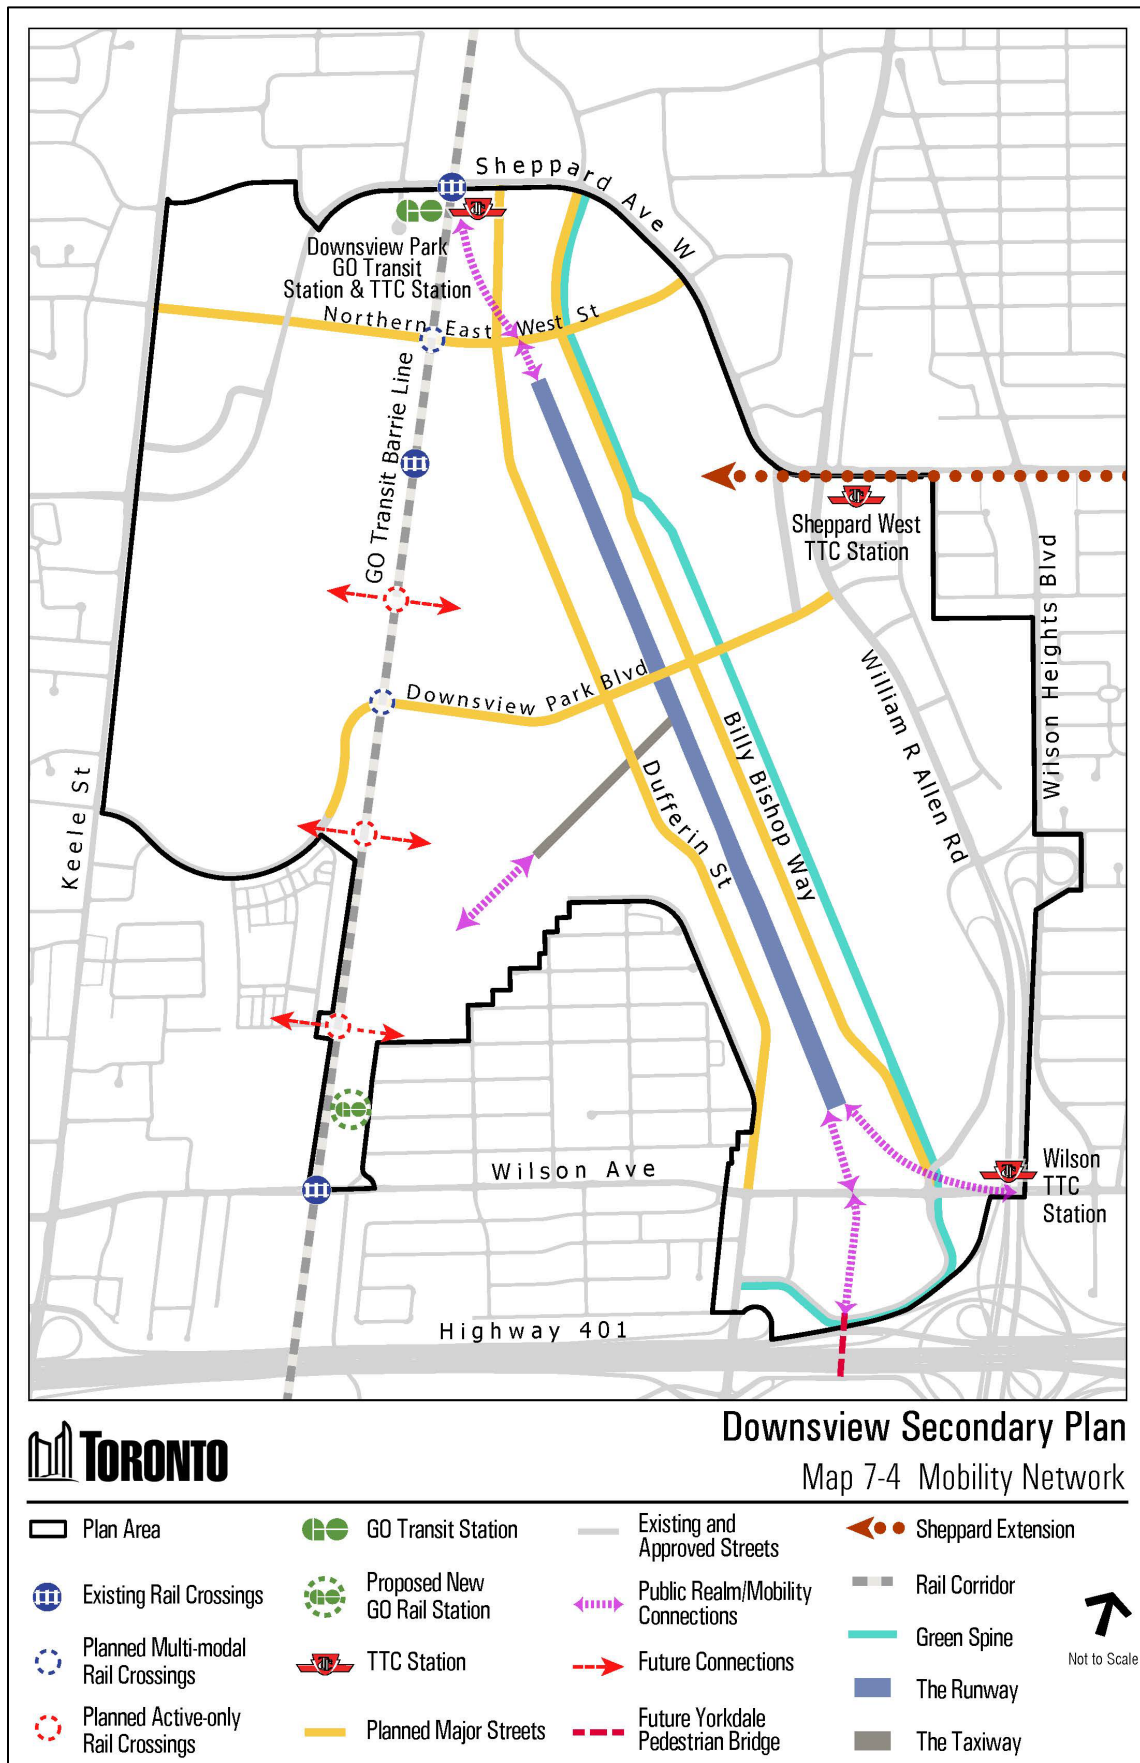 Sheppard Ave W
Downsview Park
GO Transit
Station & TTC Station
Northern East West St
GO Transit Barrie Line
Sheppard West
TTC Station
Wilson Heights Blvd
William R Allen Rd
Downsview Park Blvd
Billy Bishop Way
Dufferin St
Keele St
Wilson Ave
Wilson
TTC
Station
Highway 401
TORONTO
Downsview Secondary Plan
Map 7-4 Mobility Network
Plan Area
Existing Rail Crossings
Planned Multi-modal
Rail Crossings
Planned Active-only
Rail Crossings
GO Transit Station
Proposed New
GO Rail Station
TTC Station
Planned Major Streets
Existing and
Approved Streets
Public Realm/Mobility
Connections
Future Connections
Future Yorkdale
Pedestrian Bridge
Sheppard Extension
Rail Corridor
Green Spine
The Runway
The Taxiway
Not to Scale